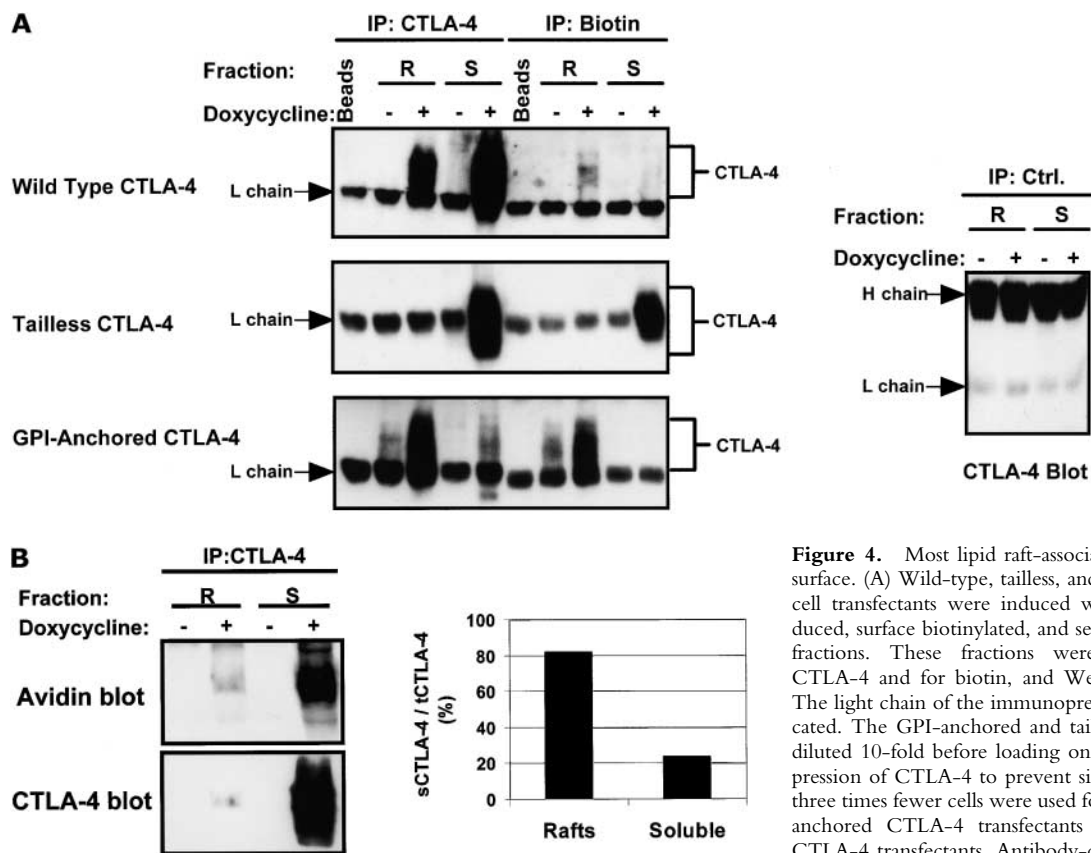 A
IP: CTLA-4 IP: Biotin
Fraction: Beads R S Beads R S
Doxycycline: - + - + - + - +
Wild Type CTLA-4
L chain
CTLA-4
Tailless CTLA-4
L chain
CTLA-4
GPI-Anchored CTLA-4
L chain
CTLA-4
IP: Ctrl.
Fraction: R S
Doxycycline: - + - +
H chain
L chain
CTLA-4 Blot
B
IP:CTLA-4
Fraction: R S
Doxycycline: - + - +
Avidin blot
CTLA-4 blot
sCTLA-4 / tCTLA-4
(%)
100
80
60
40
20
0
Rafts Soluble
Figure 4. Most lipid raft–associa
surface. (A) Wild-type, tailless, and
cell transfectants were induced w
duced, surface biotinylated, and se
fractions. These fractions were
CTLA-4 and for biotin, and We
The light chain of the immunopre
cated. The GPI-anchored and tai
diluted 10-fold before loading on
pression of CTLA-4 to prevent si
three times fewer cells were used fo
anchored CTLA-4 transfectants